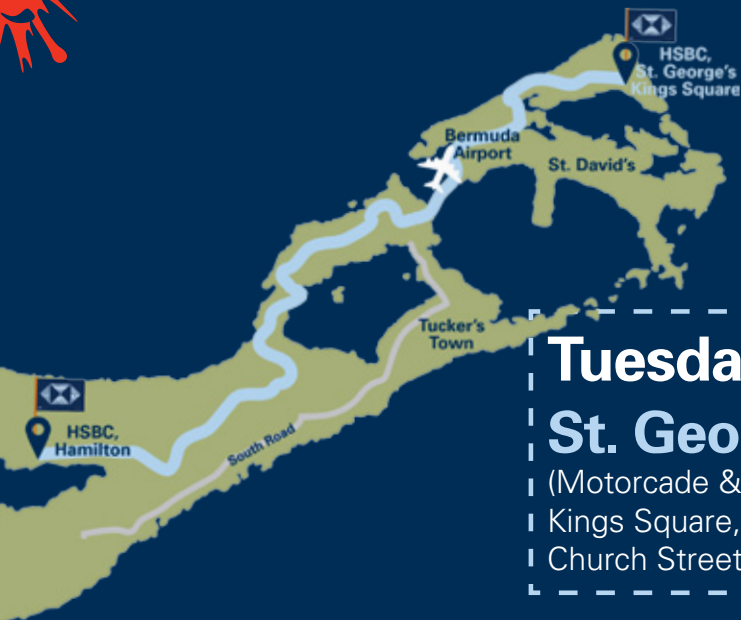 HSBC,
St. George's
Kings Square
Bermuda
Airport
St. David's
Tucker's
Town
HSBC,
Hamilton
South Road
Tuesda
St. Geo
(Motorcade &
Kings Square,
Church Street